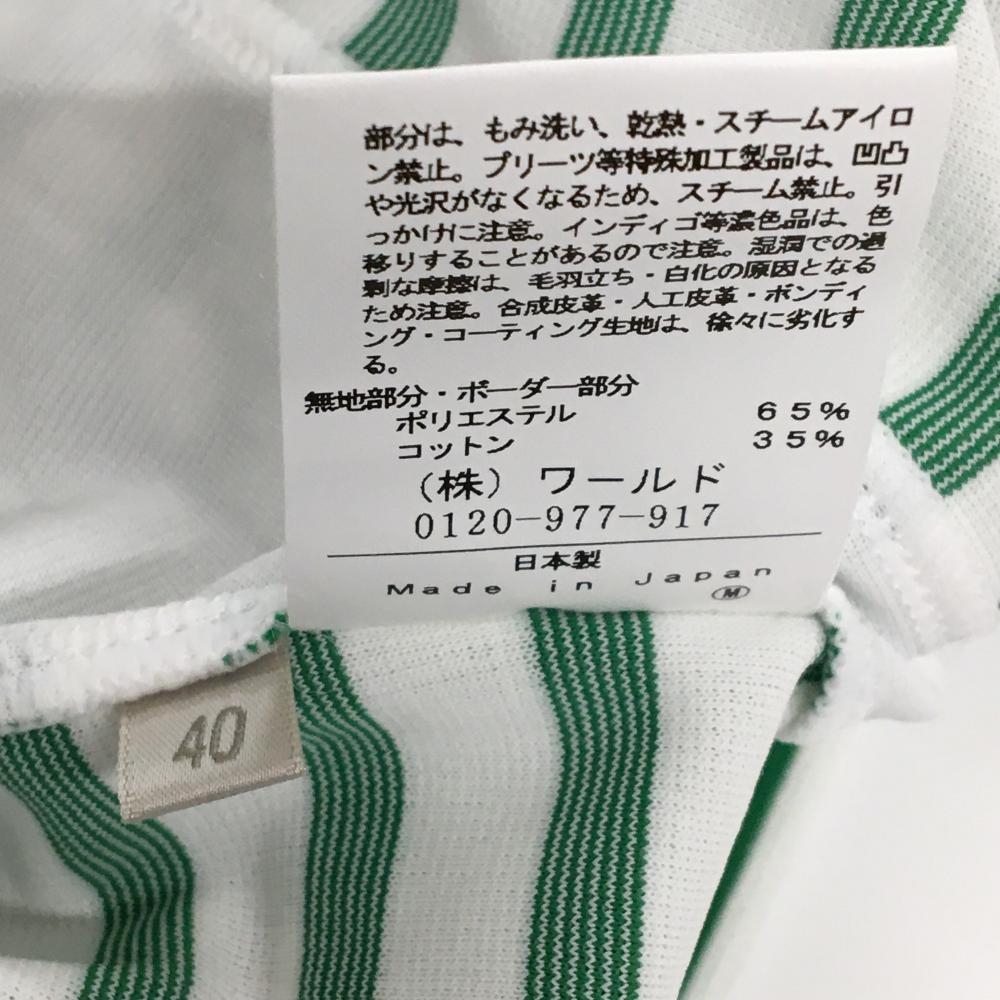 部分は、もみ洗い、乾熱・スチームアイロ
ン禁止。プリーツ等特殊加工製品は、凹凸
や光沢がなくなるため、スチーム禁止。引
っかけに注意。インディゴ等濃色品は、色
移りすることがあるので注意。湿潤での過
剰な摩擦は、毛羽立ち・白化の原因となる
ため注意。合成皮革・人工皮革・ボンディ
ング・コーティング生地は、徐々に劣化す
る。
無地部分・ボーダー部分
ポリエステル 65%
コットン 35%
(株) ワールド
0120-977-917
日本製
Made in Japan
M
40